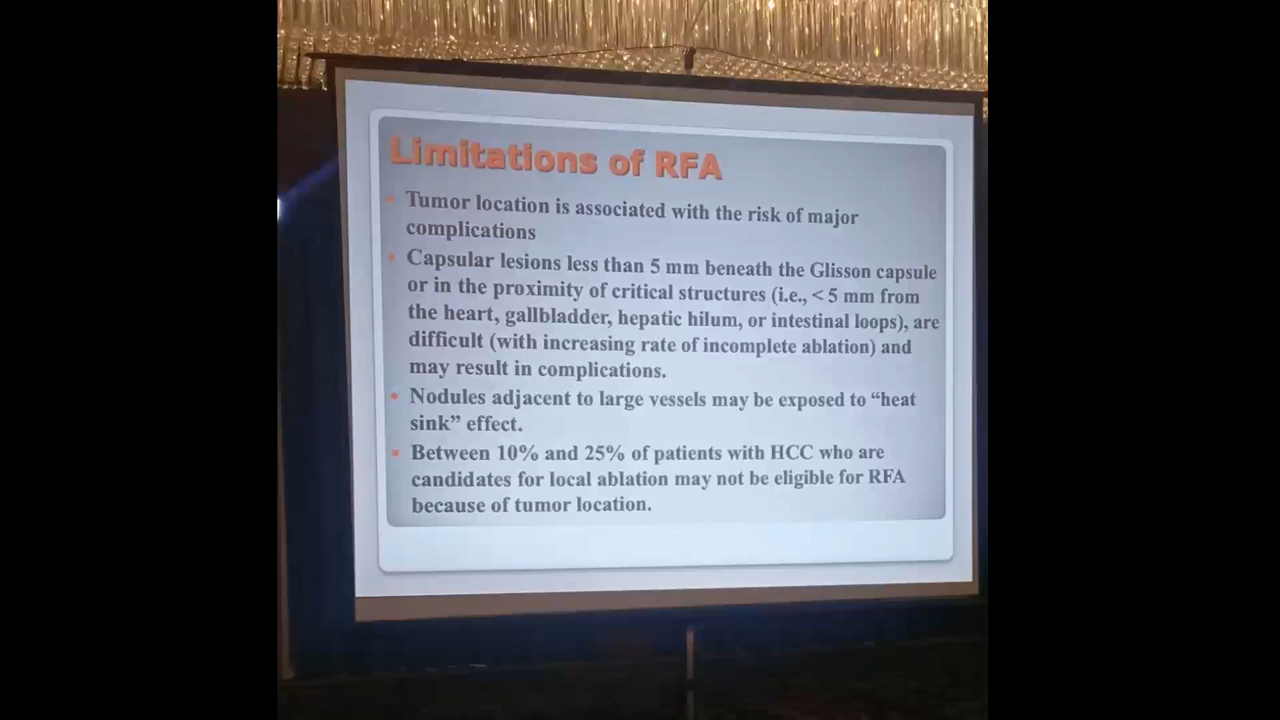 Limitations of RFA
• Tumor location is associated with the risk of major
complications
• Capsular lesions less than 5 mm beneath the Glisson capsule
or in the proximity of critical structures (i.e., < 5 mm from
the heart, gallbladder, hepatic hilum, or intestinal loops), are
difficult (with increasing rate of incomplete ablation) and
may result in complications.
• Nodules adjacent to large vessels may be exposed to “heat
sink” effect.
• Between 10% and 25% of patients with HCC who are
candidates for local ablation may not be eligible for RFA
because of tumor location.